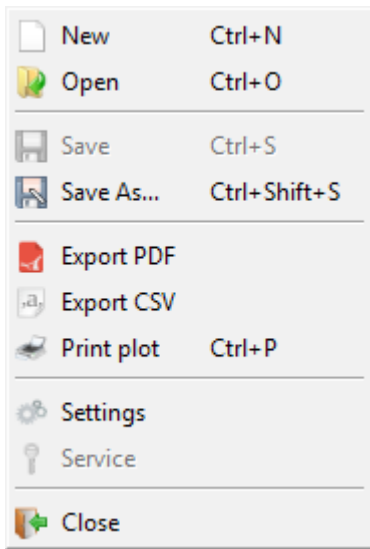 New Ctrl+N
Open Ctrl+O
Save Ctrl+S
Save As... Ctrl+Shift+S
Export PDF
,a, Export CSV
Print plot Ctrl+P
Settings
Service
Close